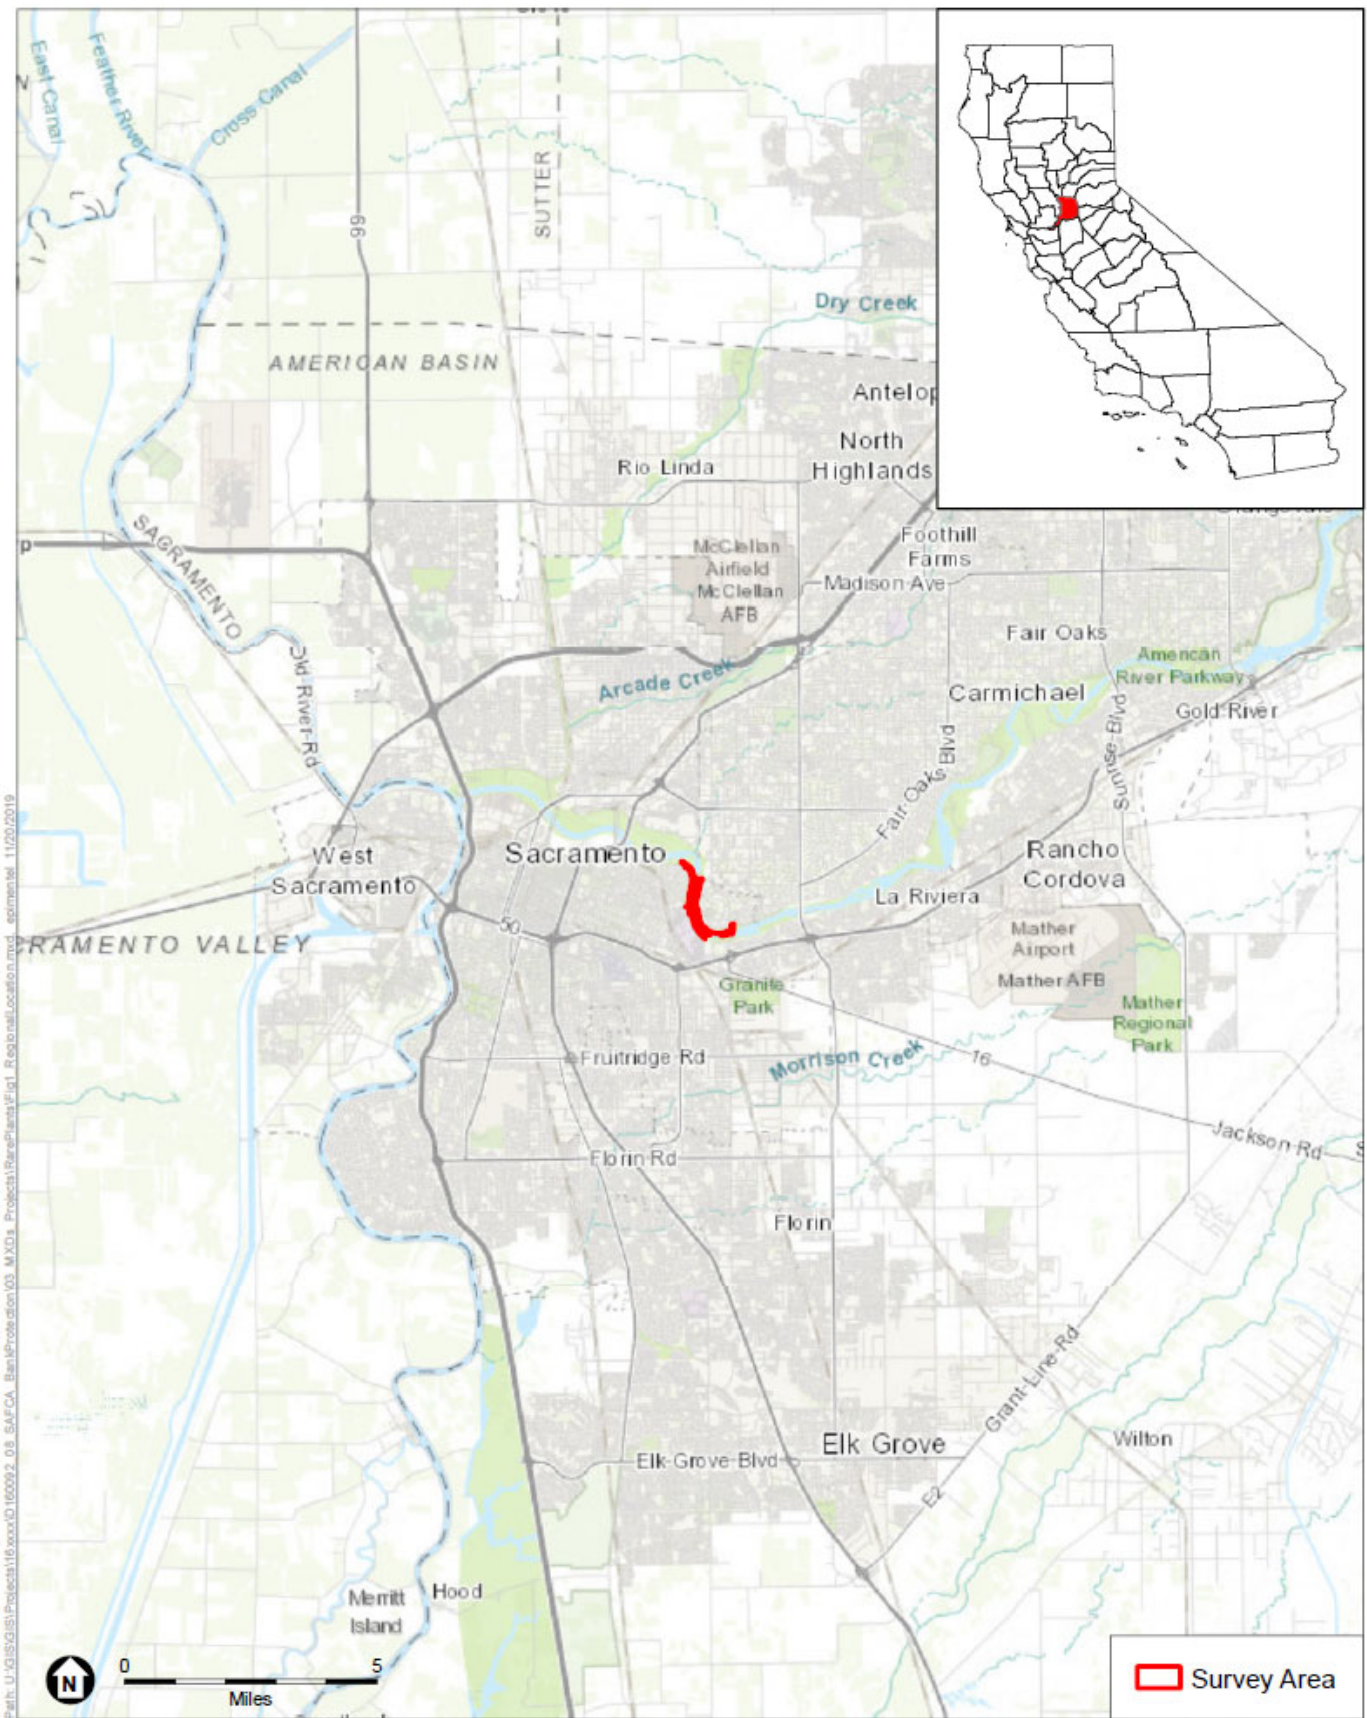 East Canal
Feather River
Cross Canal
99
SUTTER
Dry Creek
AMERICAN BASIN
Antelop
North
Highlands
Rio Linda
Foothill
Farms
McClellan
Airfield
McClellan
AFB
Madison Ave
SACRAMENTO
Old River Rd
Fair Oaks
American
River Parkway
Arcade Creek
Carmichael
Gold River
Sunrise Blvd
Fair Oaks Blvd
West
Sacramento
Sacramento
Rancho
Cordova
La Riviera
50
RAMENTO VALLEY
Mather
Airport
Mather AFB
Granite
Park
Mather
Regional
Park
Fruitridge Rd
Morrison Creek
16
Jackson Rd
Florin Rd
Florin
Grant Line Rd
Elk Grove
Wilton
Elk Grove Blvd
E2
Merritt
Island
Hood
N
0 5
Miles
Survey Area